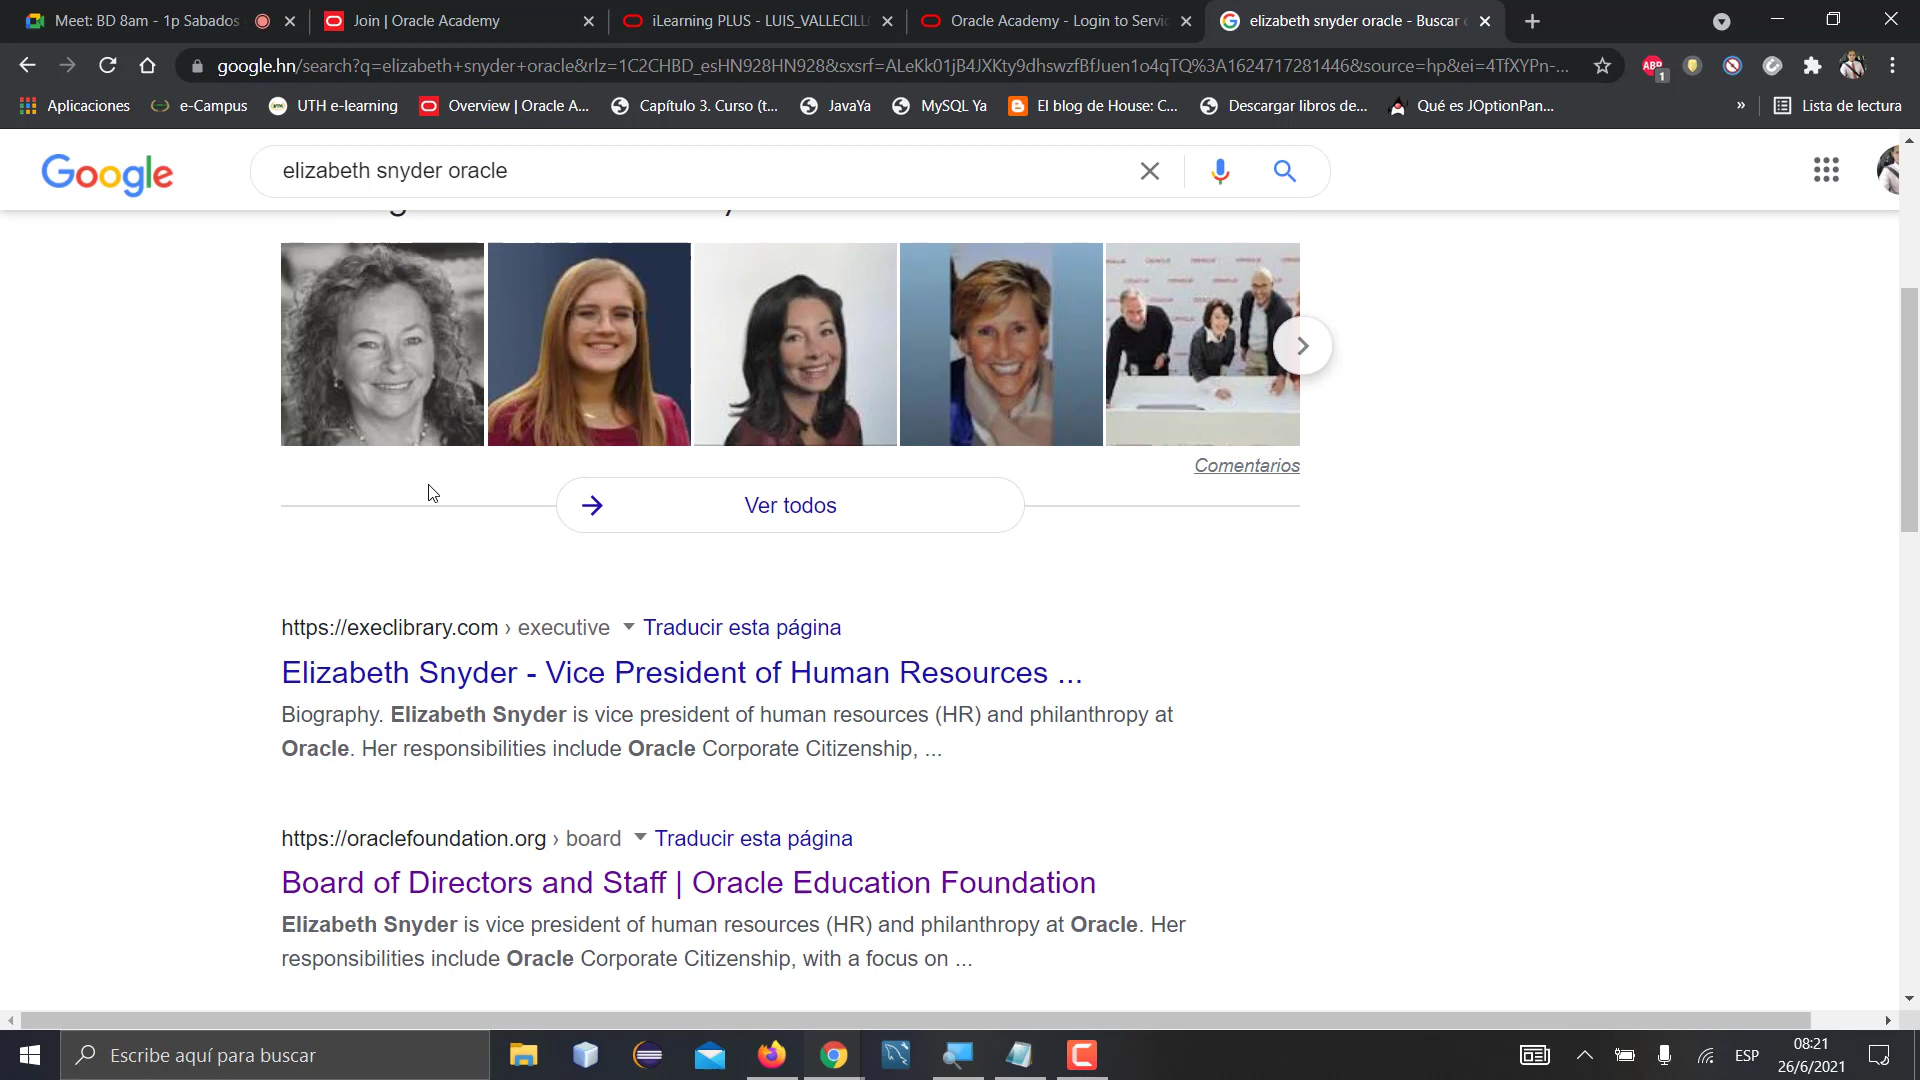 Meet: BD 8am - 1p Sabados
Join | Oracle Academy
iLearning PLUS - LUIS_VALLECILL
Oracle Academy - Login to Servic
elizabeth snyder oracle - Buscar
google.hn/search?q=elizabeth+snyder+oracle&rlz=1C2CHBD_esHN928HN928&sxsrf=ALeKk01jB4JXKty9dhswzfBfJuen1o4qTQ%3A1624717281446&source=hp&ei=4TfXYPn-...
ABP
1
Aplicaciones
e-Campus
UTH e-learning
Overview | Oracle A...
Capítulo 3. Curso (t...
JavaYa
MySQL Ya
El blog de House: C...
Descargar libros de...
Qué es JOptionPan...
»
Lista de lectura
Google
elizabeth snyder oracle
Comentarios
Ver todos
https://execlibrary.com › executive
Traducir esta página
Elizabeth Snyder - Vice President of Human Resources ...
Biography. Elizabeth Snyder is vice president of human resources (HR) and philanthropy at
Oracle. Her responsibilities include Oracle Corporate Citizenship, ...
https://oraclefoundation.org › board
Traducir esta página
Board of Directors and Staff | Oracle Education Foundation
Elizabeth Snyder is vice president of human resources (HR) and philanthropy at Oracle. Her
responsibilities include Oracle Corporate Citizenship, with a focus on ...
Escribe aquí para buscar
ESP
08:21
26/6/2021